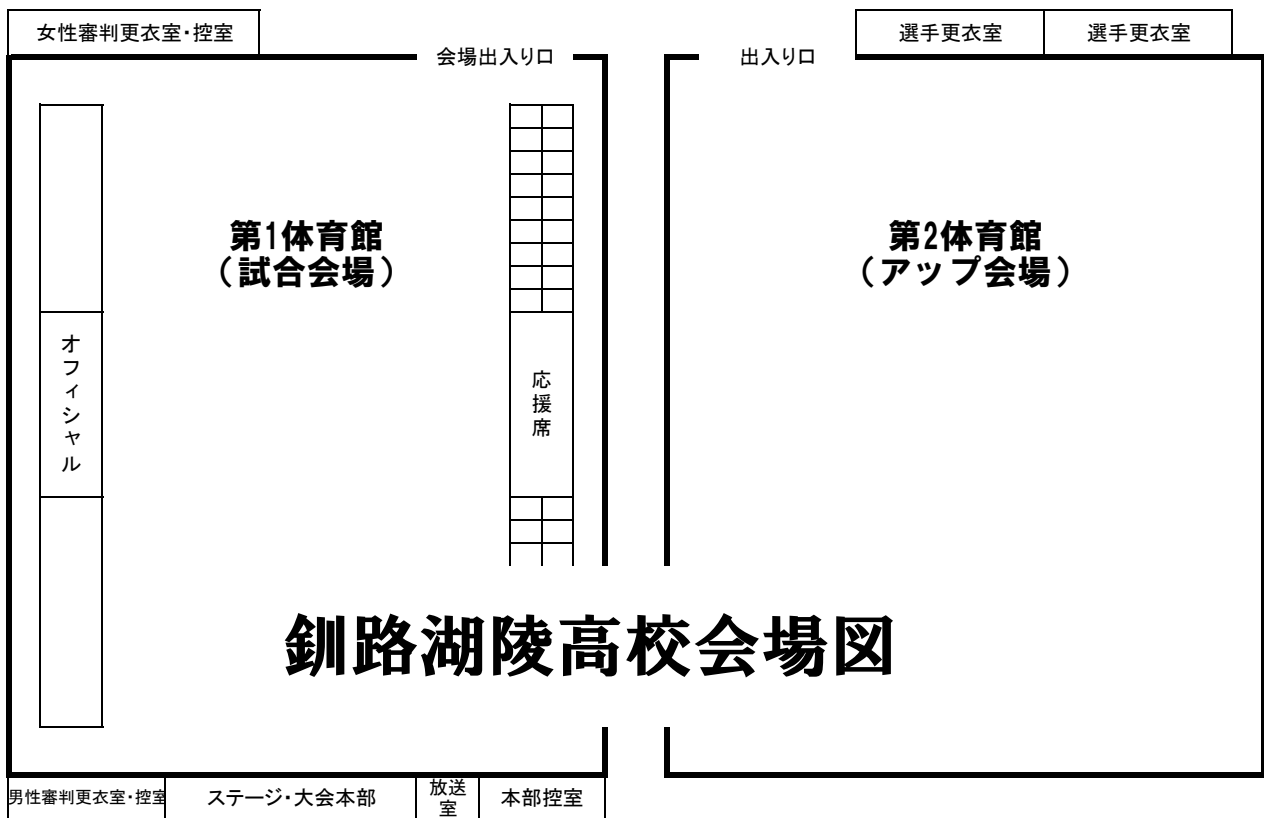 女性審判更衣室・控室
選手更衣室
選手更衣室
会場出入り口
出入り口
第1体育館
（試合会場）
第2体育館
（アップ会場）
オフィシャル
応援席
釧路湖陵高校会場図
男性審判更衣室・控室
ステージ・大会本部
放送
室
本部控室